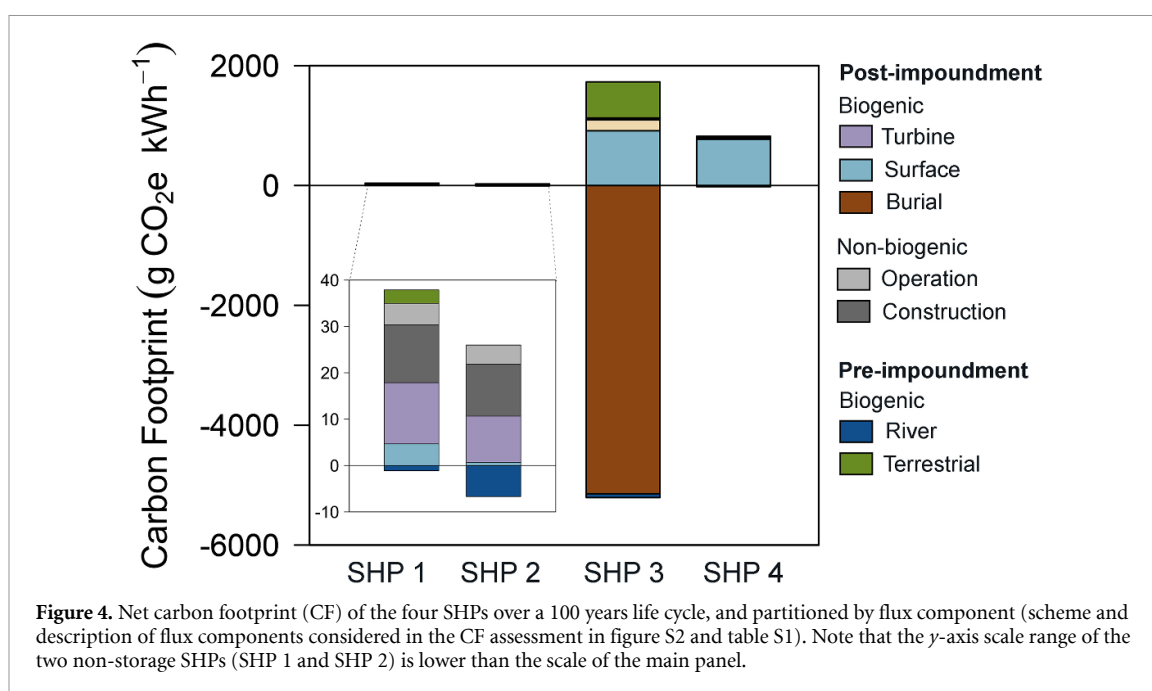 Carbon Footprint (g CO₂e kWh⁻¹)
2000
0
-2000
-4000
-6000
40
30
20
10
0
-10
SHP 1 SHP 2 SHP 3 SHP 4
Post-impoundment
Biogenic
Turbine
Surface
Burial
Non-biogenic
Operation
Construction
Pre-impoundment
Biogenic
River
Terrestrial
Figure 4. Net carbon footprint (CF) of the four SHPs over a 100 years life cycle, and partitioned by flux component (scheme and
description of flux components considered in the CF assessment in figure S2 and table S1). Note that the y-axis scale range of the
two non-storage SHPs (SHP 1 and SHP 2) is lower than the scale of the main panel.